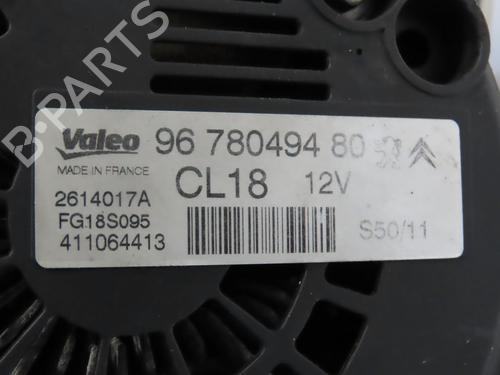 B-PARTS
Valeo 96 780494 80
MADE IN FRANCE CL18 12V
2614017A
FG18S095
411064413 S50/11